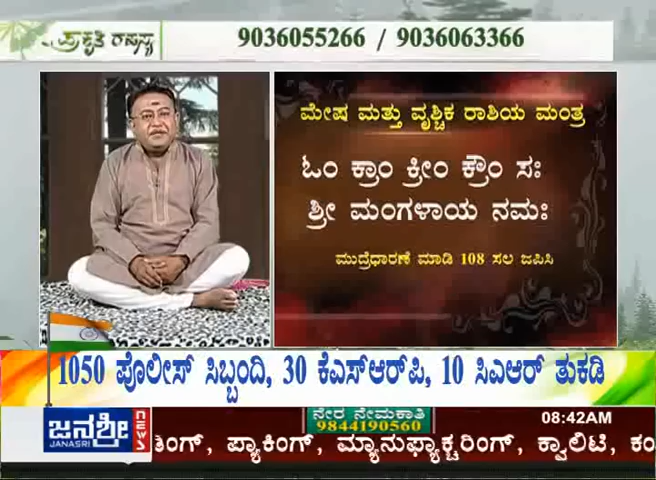 ಪ್ರಕೃತಿ ರಹಸ್ಯ
9036055266 / 9036063366
ಮೇಷ ಮತ್ತು ವೃಶ್ಚಿಕ ರಾಶಿಯ ಮಂತ್ರ
ಓಂ ಕ್ರಾಂ ಕ್ರೀಂ ಕ್ರೌಂ ಸಃ
ಶ್ರೀ ಮಂಗಳಾಯ ನಮಃ
ಮುದ್ರೆಧಾರಣೆ ಮಾಡಿ 108 ಸಲ ಜಪಿಸಿ
1050 ಪೊಲೀಸ್ ಸಿಬ್ಬಂದಿ, 30 ಕೆಎಸ್ಆರ್‌ಪಿ, 10 ಸಿಎಆರ್ ತುಕಡಿ
ನೇರ ನೇಮಕಾತಿ
9844190560
08:42AM
ಜನಶ್ರೀ
JANASRI
NEWS
ತಿಂಗ್, ಪ್ಯಾಕಿಂಗ್, ಮ್ಯಾನುಫ್ಯಾಕ್ಚರಿಂಗ್, ಕ್ವಾಲಿಟಿ, ಕಂ